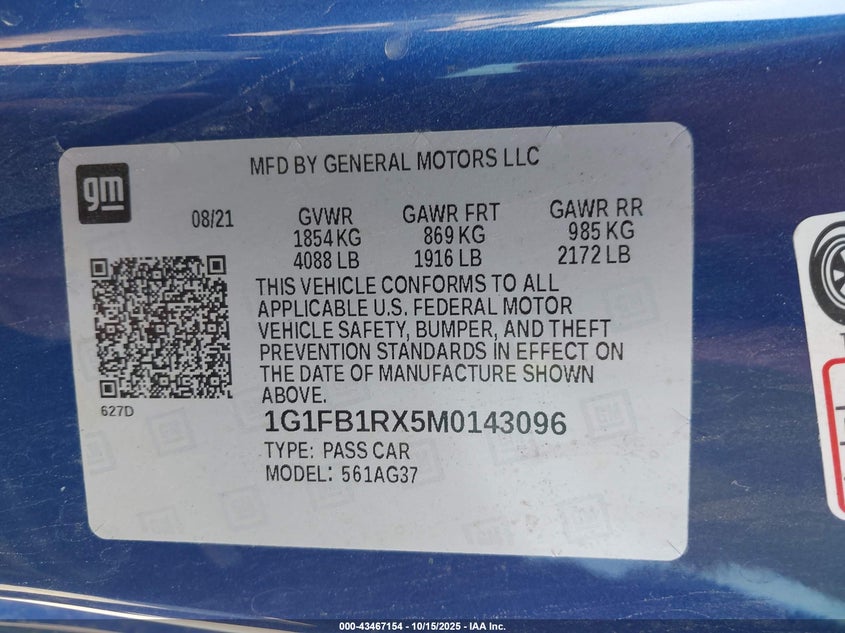 gm
MFD BY GENERAL MOTORS LLC
08/21 GVWR GAWR FRT GAWR RR
1854 KG 869 KG 985 KG
4088 LB 1916 LB 2172 LB
THIS VEHICLE CONFORMS TO ALL
APPLICABLE U.S. FEDERAL MOTOR
VEHICLE SAFETY, BUMPER, AND THEFT
PREVENTION STANDARDS IN EFFECT ON
THE DATE OF MANUFACTURE SHOWN
ABOVE.
627D
1G1FB1RX5M0143096
TYPE: PASS CAR
MODEL: 561AG37
000-43467154 - 10/15/2025 - IAA Inc.